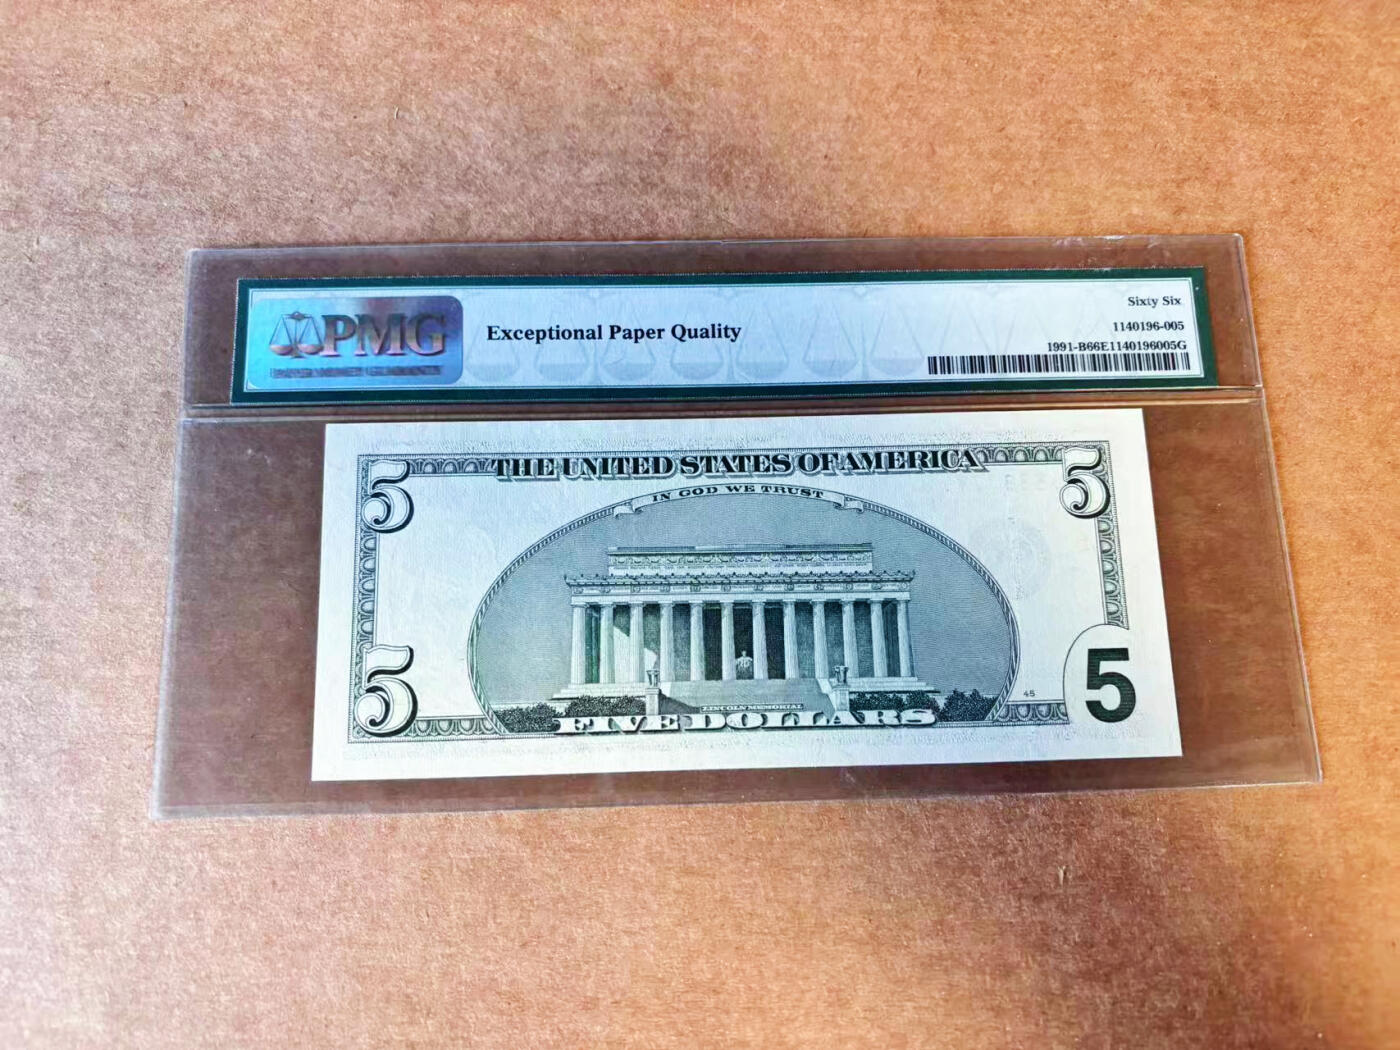 PMG
Exceptional Paper Quality
Sixty Six
1140196-005
1991-B66E1140196005G
THE UNITED STATES OF AMERICA
IN GOD WE TRUST
5
5
5
LINCOLN MEMORIAL
FIVE DOLLARS
45
5